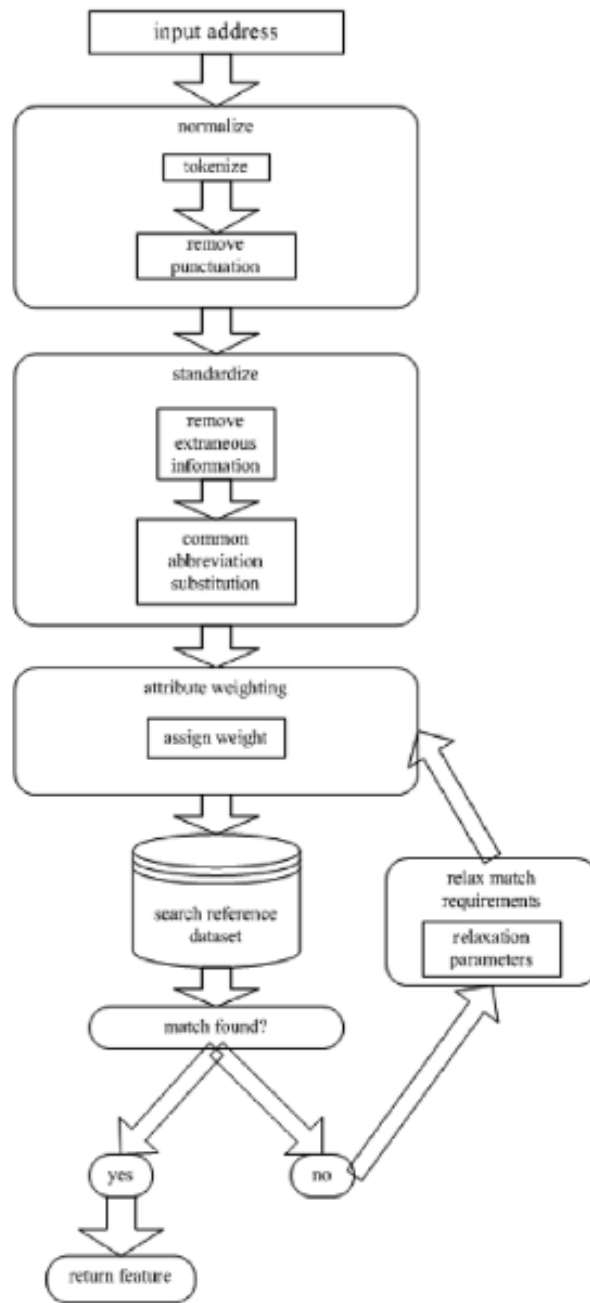 input address
normalize
tokenize
remove
punctuation
standardize
remove
extraneous
information
common
abbreviation
substitution
attribute weighting
assign weight
search reference
dataset
relax match
requirements
relaxation
parameters
match found?
yes
no
return feature